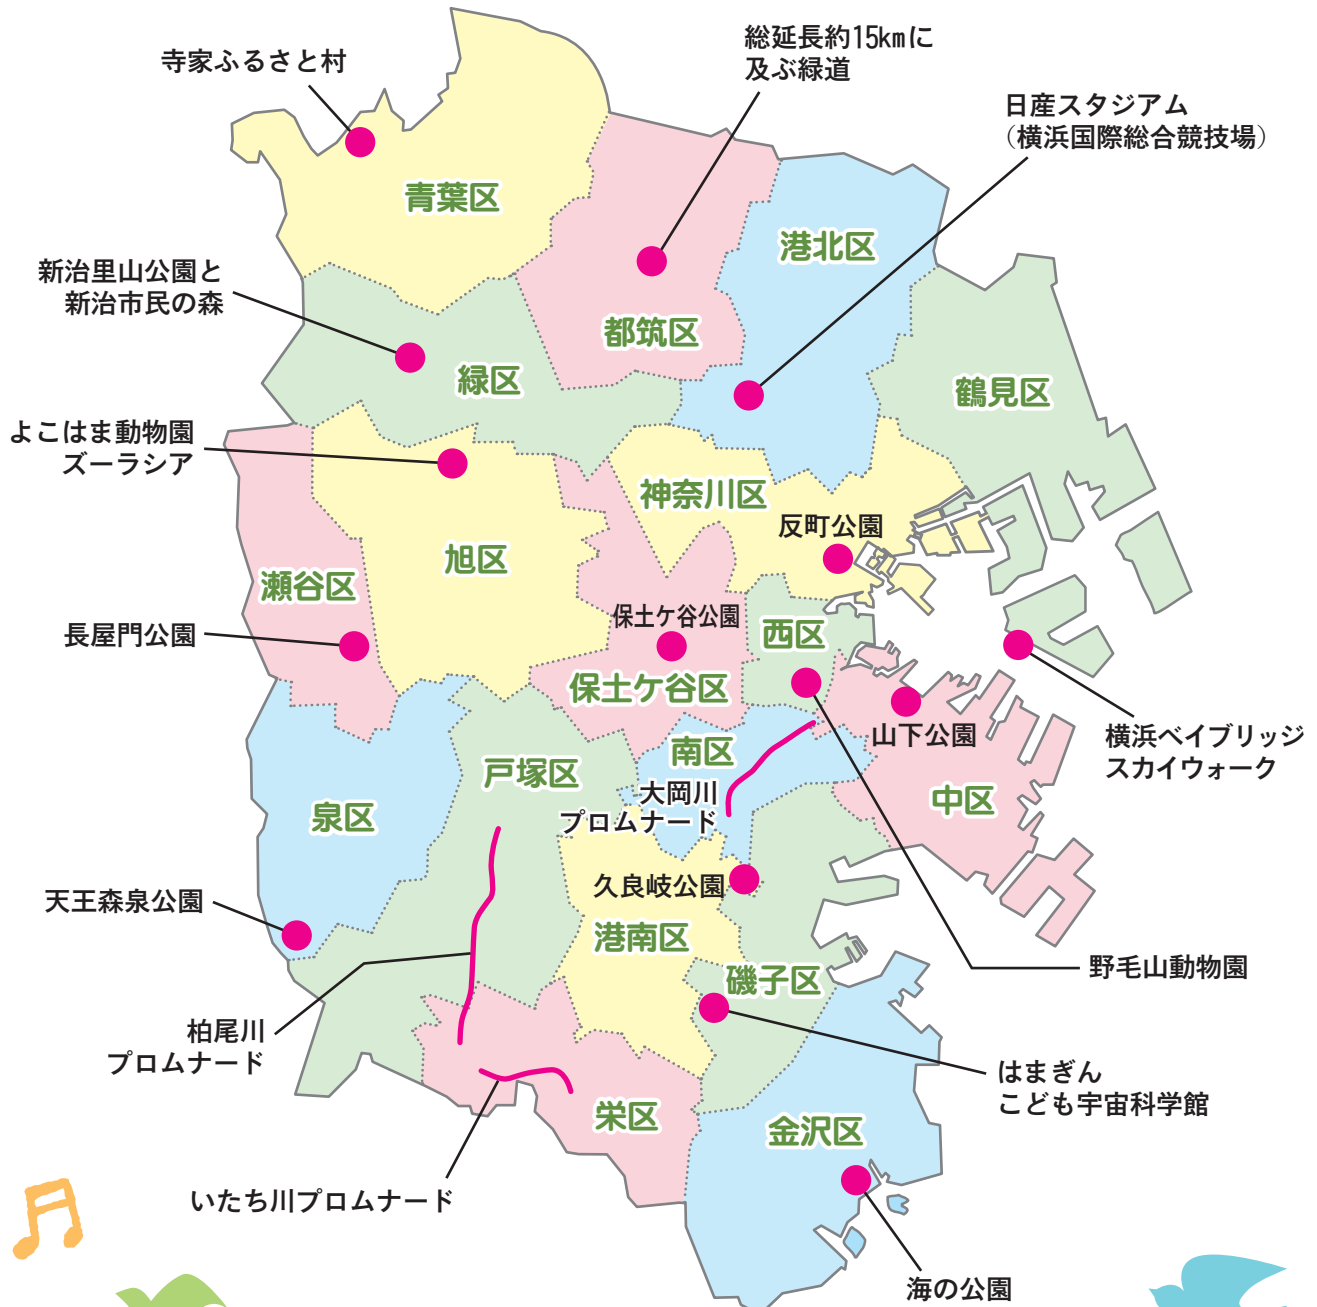 総延長約15kmに
及ぶ緑道
寺家ふるさと村
日産スタジアム
（横浜国際総合競技場）
青葉区
港北区
新治里山公園と
新治市民の森
都筑区
緑区
鶴見区
よこはま動物園
ズーラシア
神奈川区
反町公園
旭区
瀬谷区
保土ケ谷公園
長屋門公園
西区
保土ケ谷区
山下公園
横浜ベイブリッジ
スカイウォーク
南区
戸塚区
大岡川
プロムナード
中区
泉区
久良岐公園
天王森泉公園
港南区
野毛山動物園
磯子区
柏尾川
プロムナード
はまぎん
こども宇宙科学館
栄区
金沢区
いたち川プロムナード
海の公園